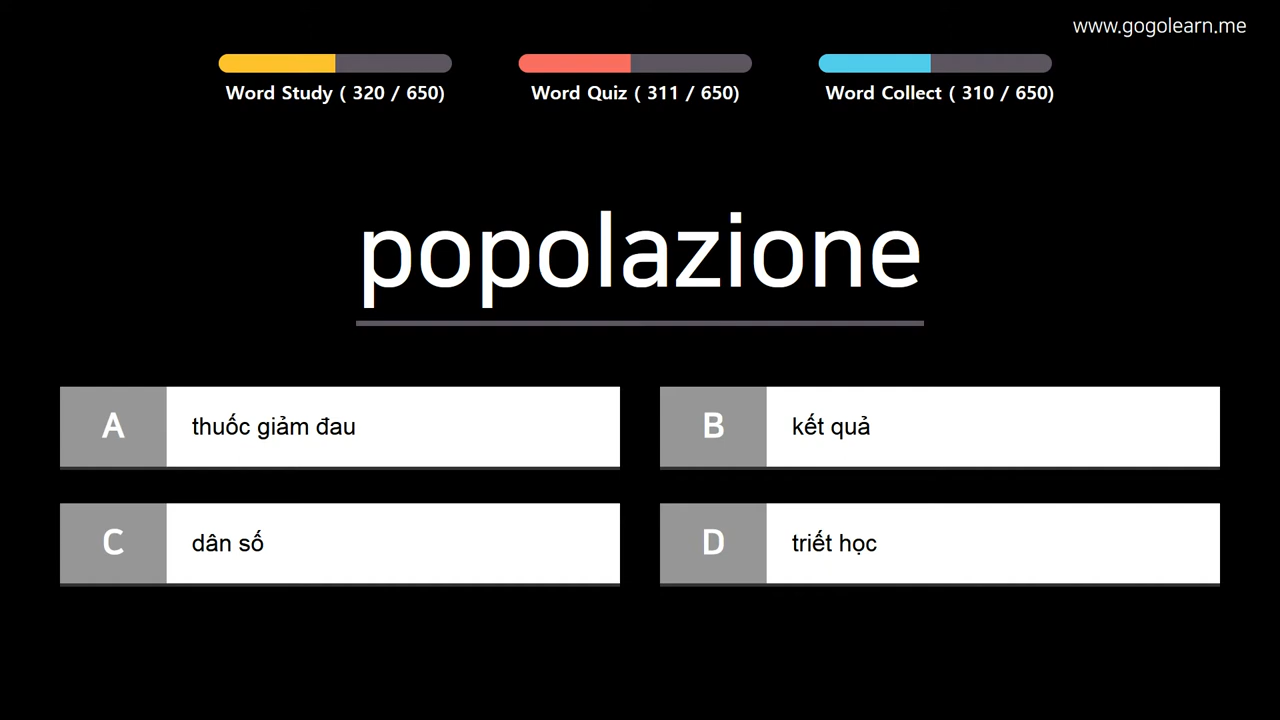 www.gogolearn.me
Word Study ( 320 / 650)
Word Quiz ( 311 / 650)
Word Collect ( 310 / 650)
popolazione
A
thuốc giảm đau
B
kết quả
C
dân số
D
triết học